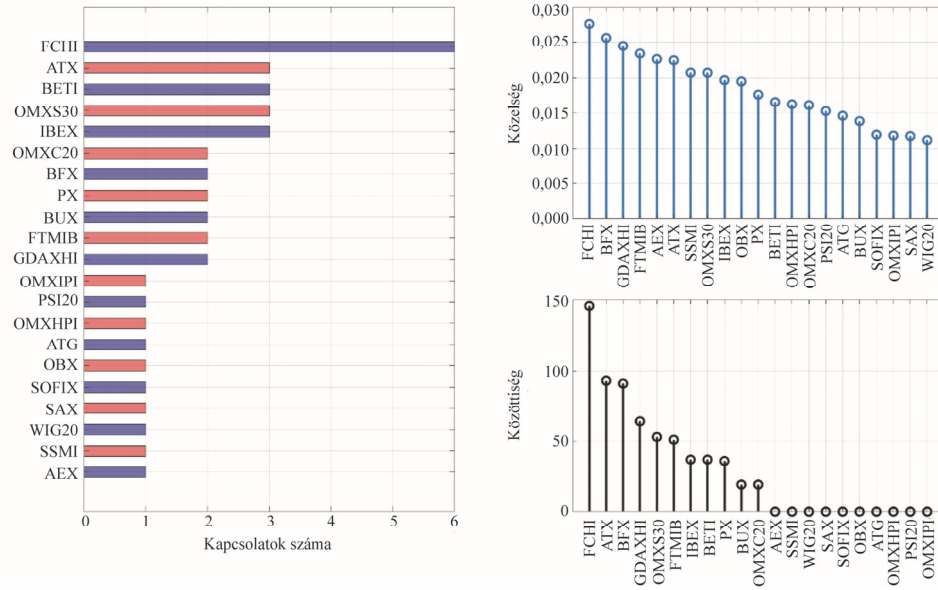 FCHI
ATX
BETI
OMXS30
IBEX
OMXC20
BFX
PX
BUX
FTMIB
GDAXHI
OMXIPI
PSI20
OMXHPI
ATG
OBX
SOFIX
SAX
WIG20
SSMI
AEX
0 1 2 3 4 5 6
Kapcsolatok száma
Közelség
0,030
0,025
0,020
0,015
0,010
0,005
0,000
FCHI BFX GDAXHI FTMIB AEX ATX SSMI OMXS30 IBEX OBX PX BETI OMXHPI OMXC20 PSI20 ATG BUX SOFIX OMXIPI SAX WIG20
Közöttiség
150
100
50
0
FCHI ATX BFX GDAXHI OMXS30 FTMIB IBEX BETI PX BUX OMXC20 AEX SSMI WIG20 SAX SOFIX OBX ATG OMXHPI PSI20 OMXIPI